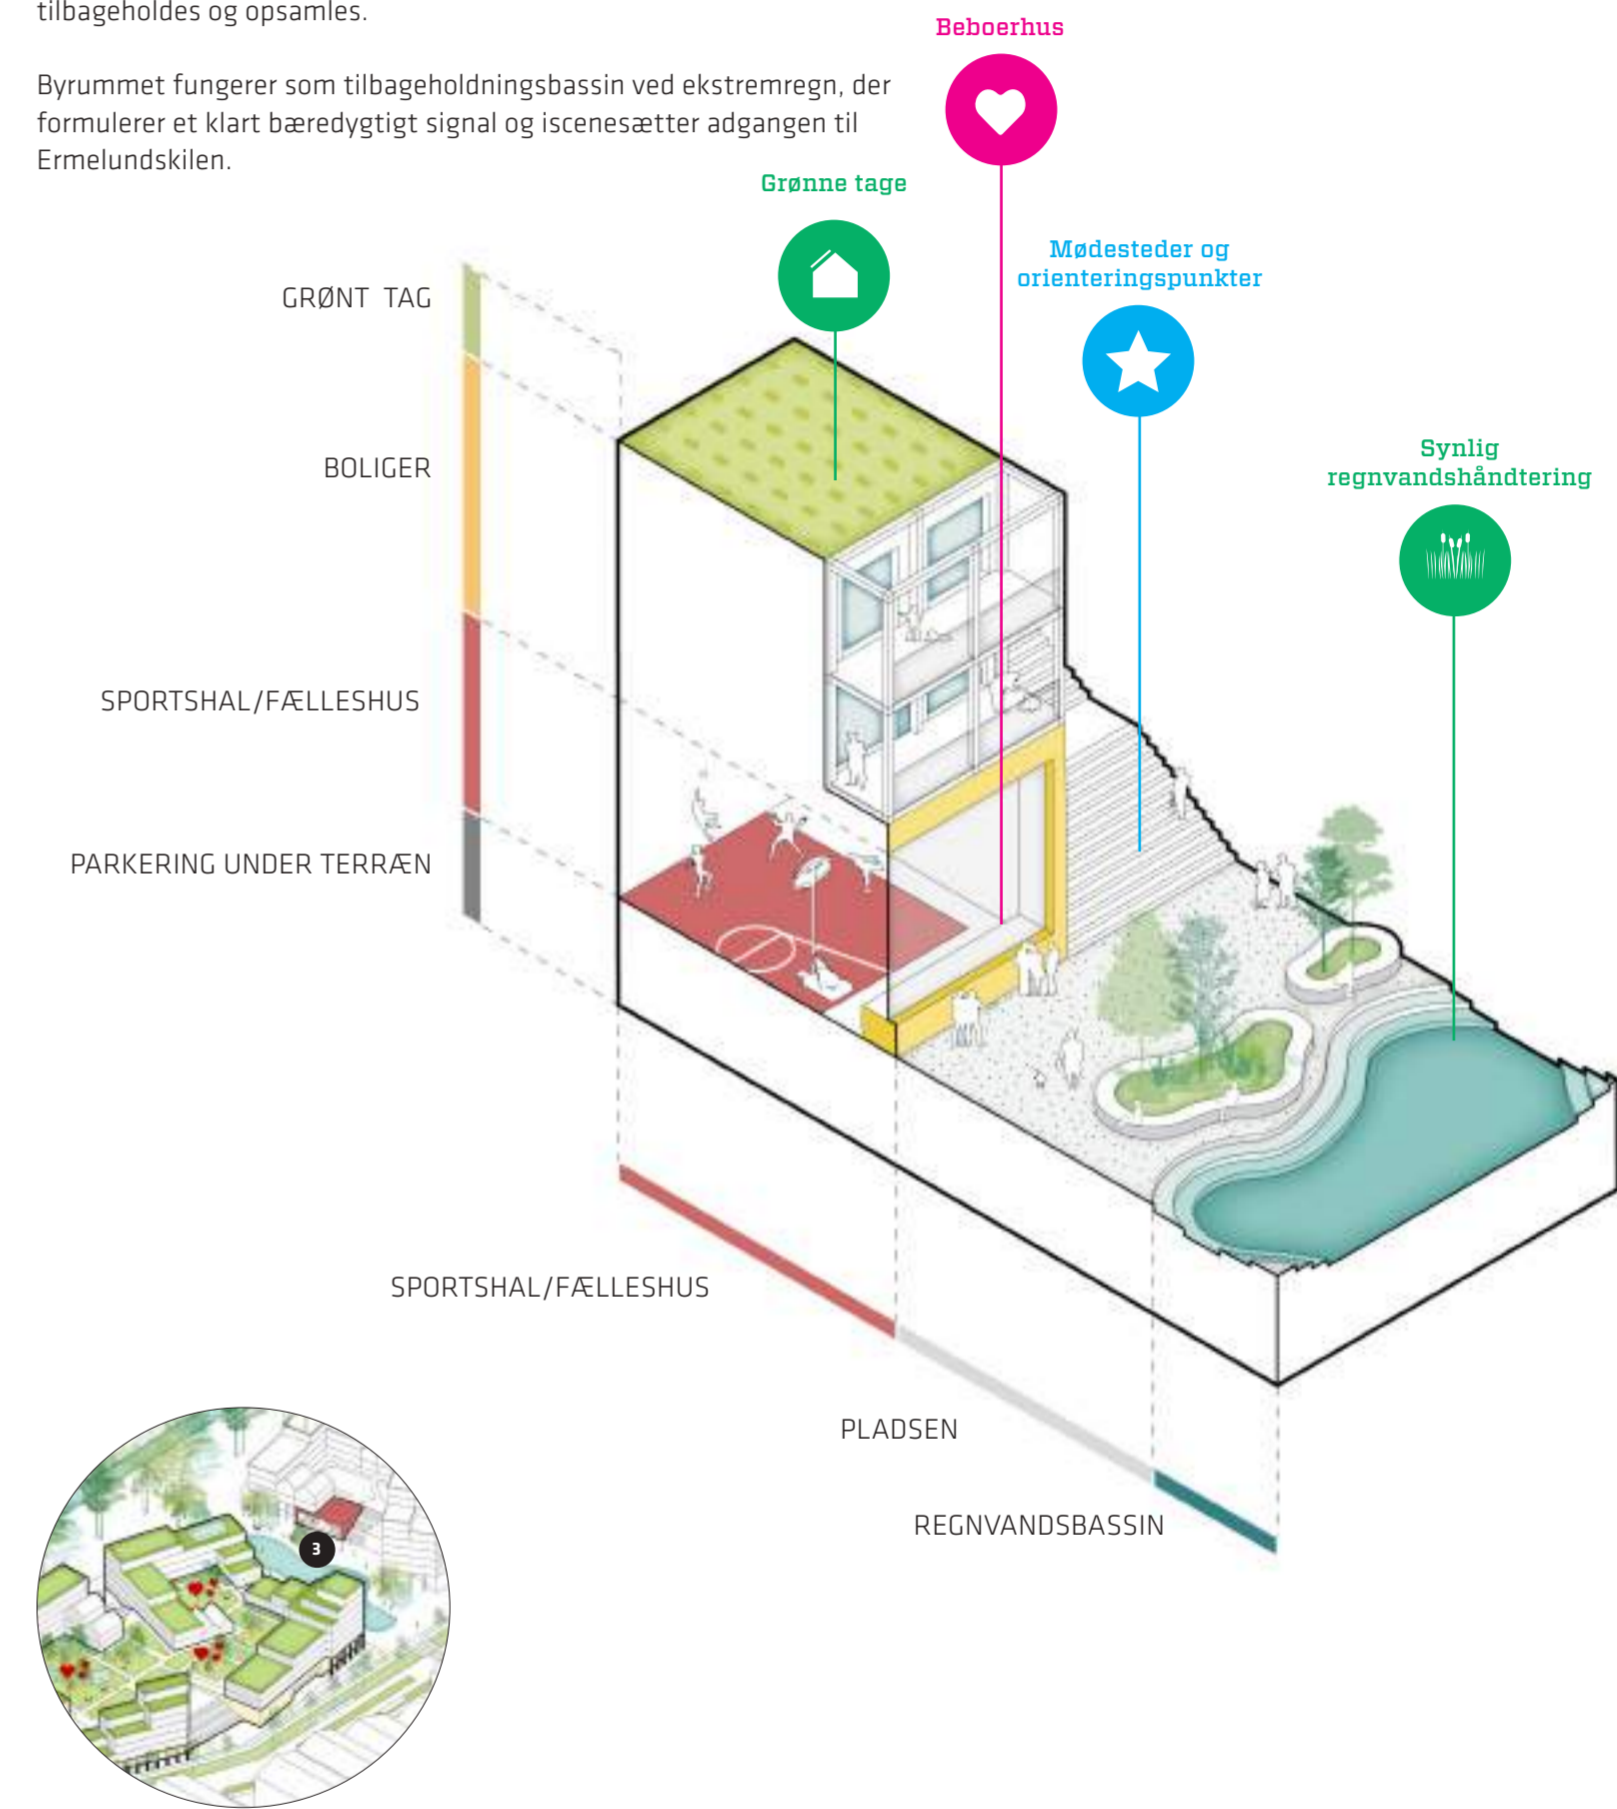 tilbageholdes og opsamles.
Byrummet fungerer som tilbageholdningsbassin ved ekstremregn, der
formulerer et klart bæredygtigt signal og iscenesætter adgangen til
Ermelundskilen.
Beboerhus
Grønne tage
Mødesteder og
orienteringspunkter
Synlig
regnvandshåndtering
GRØNT TAG
BOLIGER
SPORTSHAL/FÆLLESHUS
PARKERING UNDER TERRÆN
SPORTSHAL/FÆLLESHUS
PLADSEN
REGNVANDSBASSIN
3